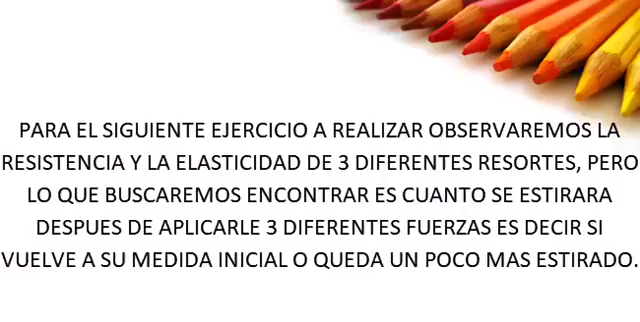 PARA EL SIGUIENTE EJERCICIO A REALIZAR OBSERVAREMOS LA
RESISTENCIA Y LA ELASTICIDAD DE 3 DIFERENTES RESORTES, PERO
LO QUE BUSCAREMOS ENCONTRAR ES CUANTO SE ESTIRARA
DESPUES DE APLICARLE 3 DIFERENTES FUERZAS ES DECIR SI
VUELVE A SU MEDIDA INICIAL O QUEDA UN POCO MAS ESTIRADO.